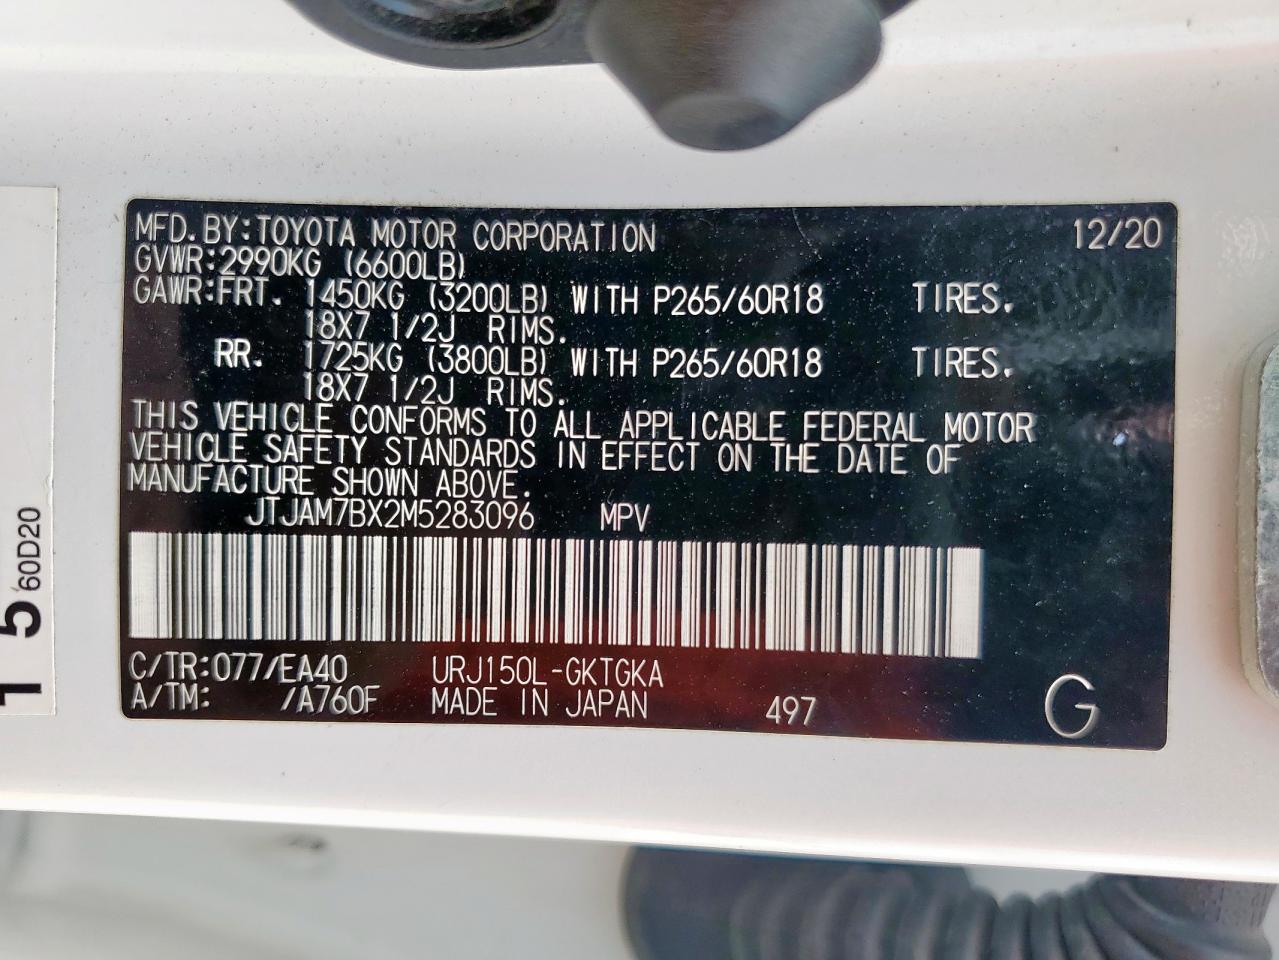 MFD. BY: TOYOTA MOTOR CORPORATION 12/20
GVWR: 2990KG (6600LB)
GAWR: FRT. 1450KG (3200LB) WITH P265/60R18 TIRES.
18X7 1/2J RIMS.
RR. 1725KG (3800LB) WITH P265/60R18 TIRES.
18X7 1/2J RIMS.
THIS VEHICLE CONFORMS TO ALL APPLICABLE FEDERAL MOTOR
VEHICLE SAFETY STANDARDS IN EFFECT ON THE DATE OF
MANUFACTURE SHOWN ABOVE.
JTJAM7BX2M5283096 MPV
C/TR: 077/EA40 URJ150L-GKTGKA
A/TM: /A760F MADE IN JAPAN 497 G
1 5 60D20